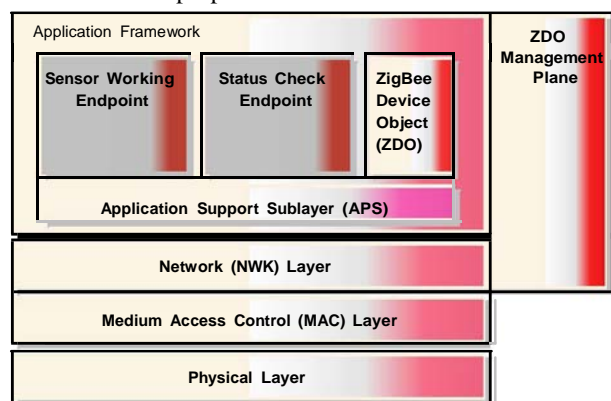 Application Framework
Sensor Working
Endpoint
Status Check
Endpoint
ZigBee
Device
Object
(ZDO)
ZDO
Management
Plane
Application Support Sublayer (APS)
Network (NWK) Layer
Medium Access Control (MAC) Layer
Physical Layer